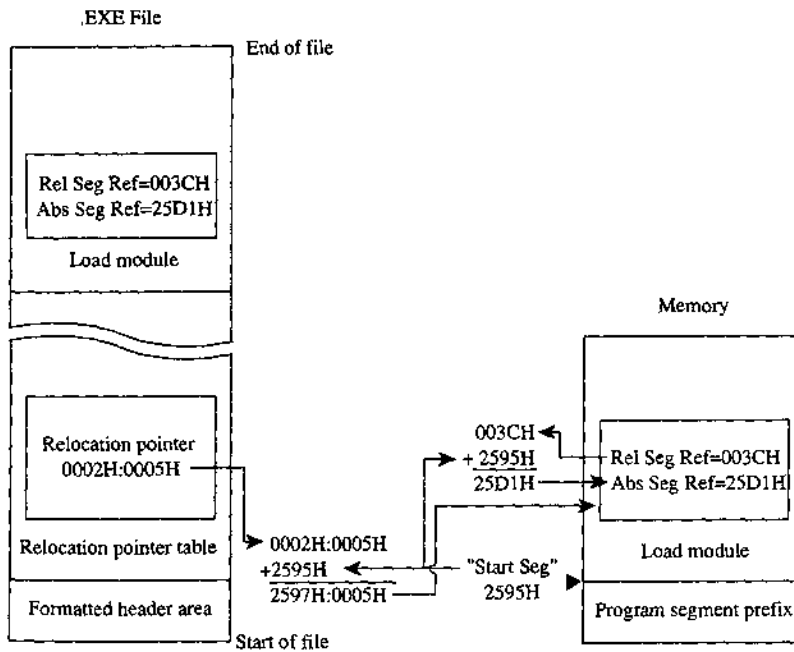 .EXE File
End of file
Rel Seg Ref=003CH
Abs Seg Ref=25D1H
Load module
Relocation pointer
0002H:0005H
Relocation pointer table
Formatted header area
Start of file
0002H:0005H
+2595H
2597H:0005H
003CH
+2595H
25D1H
"Start Seg"
2595H
Memory
Rel Seg Ref=003CH
Abs Seg Ref=25D1H
Load module
Program segment prefix